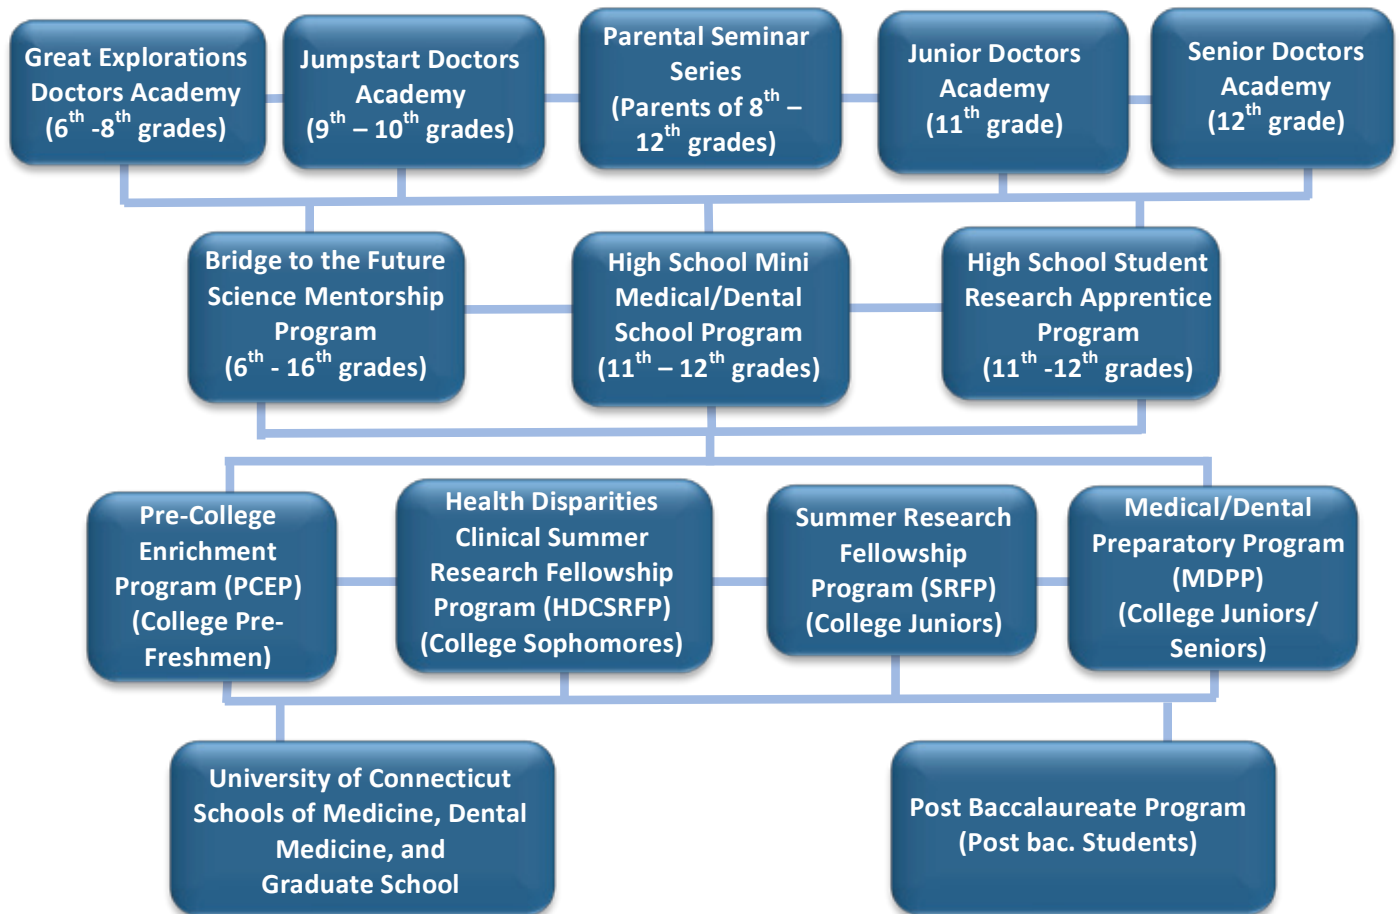 Great Explorations
Doctors Academy
(6th -8th grades)
Jumpstart Doctors
Academy
(9th – 10th grades)
Parental Seminar
Series
(Parents of 8th –
12th grades)
Junior Doctors
Academy
(11th grade)
Senior Doctors
Academy
(12th grade)
Bridge to the Future
Science Mentorship
Program
(6th - 16th grades)
High School Mini
Medical/Dental
School Program
(11th – 12th grades)
High School Student
Research Apprentice
Program
(11th -12th grades)
Pre-College
Enrichment
Program (PCEP)
(College Pre-
Freshmen)
Health Disparities
Clinical Summer
Research Fellowship
Program (HDCSRFP)
(College Sophomores)
Summer Research
Fellowship
Program (SRFP)
(College Juniors)
Medical/Dental
Preparatory Program
(MDPP)
(College Juniors/
Seniors)
University of Connecticut
Schools of Medicine, Dental
Medicine, and
Graduate School
Post Baccalaureate Program
(Post bac. Students)